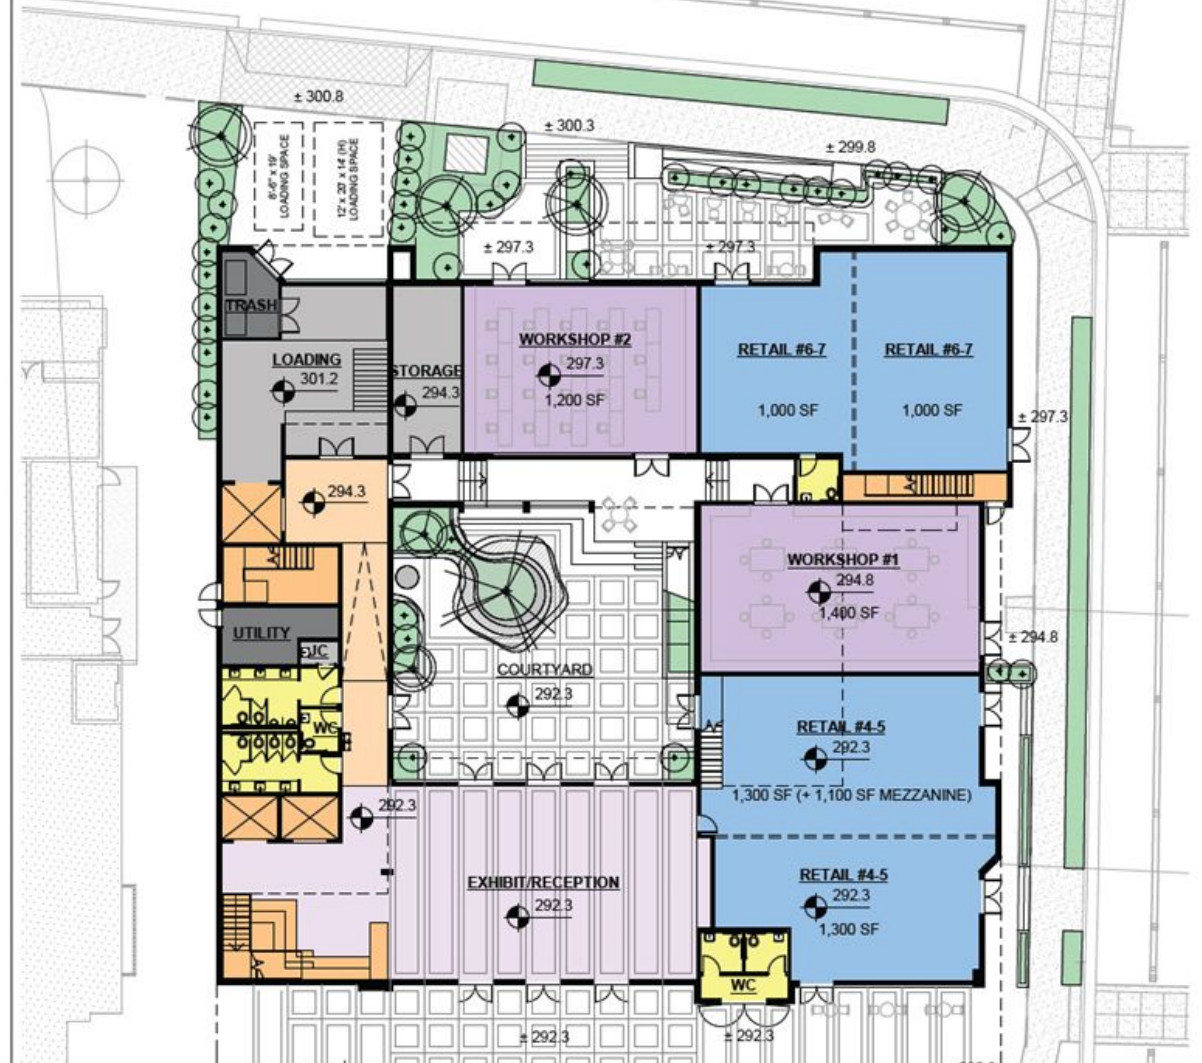 ± 300.8
± 300.3
± 299.8
8'-6" x 19'
LOADING SPACE
12' x 20' x 14' (H)
LOADING SPACE
± 297.3
± 297.3
TRASH
LOADING
301.2
STORAGE
294.3
WORKSHOP #2
297.3
1,200 SF
RETAIL #6-7
1,000 SF
RETAIL #6-7
1,000 SF
± 297.3
294.3
WORKSHOP #1
294.8
1,400 SF
± 294.8
UTILITY
JC
WC
COURTYARD
292.3
RETAIL #4-5
292.3
1,300 SF (+ 1,100 SF MEZZANINE)
292.3
EXHIBIT/RECEPTION
292.3
RETAIL #4-5
292.3
1,300 SF
WC
± 292.3
± 292.3